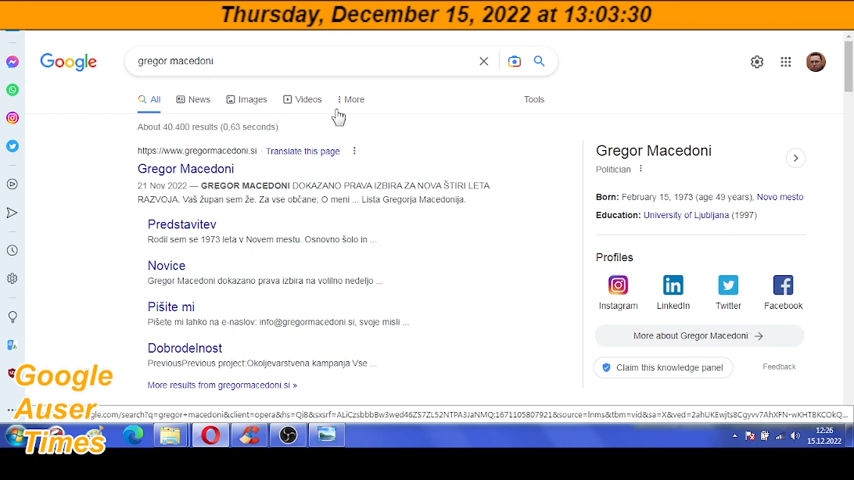 Thursday, December 15, 2022 at 13:03:30
Google
gregor macedoni
All
News
Images
Videos
More
Tools
About 40.400 results (0,63 seconds)
https://www.gregormacedoni.si · Translate this page
Gregor Macedoni
21 Nov 2022 — GREGOR MACEDONI DOKAZANO PRAVA IZBIRA ZA NOVA ŠTIRI LETA
RAZVOJA. Vaš župan sem že. Za vse občane; O meni ... Lista Gregorja Macedonija.
Predstavitev
Rodil sem se 1973 leta v Novem mestu. Osnovno šolo in ...
Novice
Gregor Macedoni dokazano prava izbira na volilno nedeljo ...
Pišite mi
Pišete mi lahko na e-naslov: info@gregormacedoni.si, svoje misli ...
Dobrodelnost
PreviousPrevious project:Okoljevarstvena kampanja Vse ...
More results from gregormacedoni.si »
Gregor Macedoni
Politician
Born: February 15, 1973 (age 49 years), Novo mesto
Education: University of Ljubljana (1997)
Profiles
Instagram
LinkedIn
Twitter
Facebook
More about Gregor Macedoni
Claim this knowledge panel
Feedback
Google
Auser
Times
12:26
15.12.2022